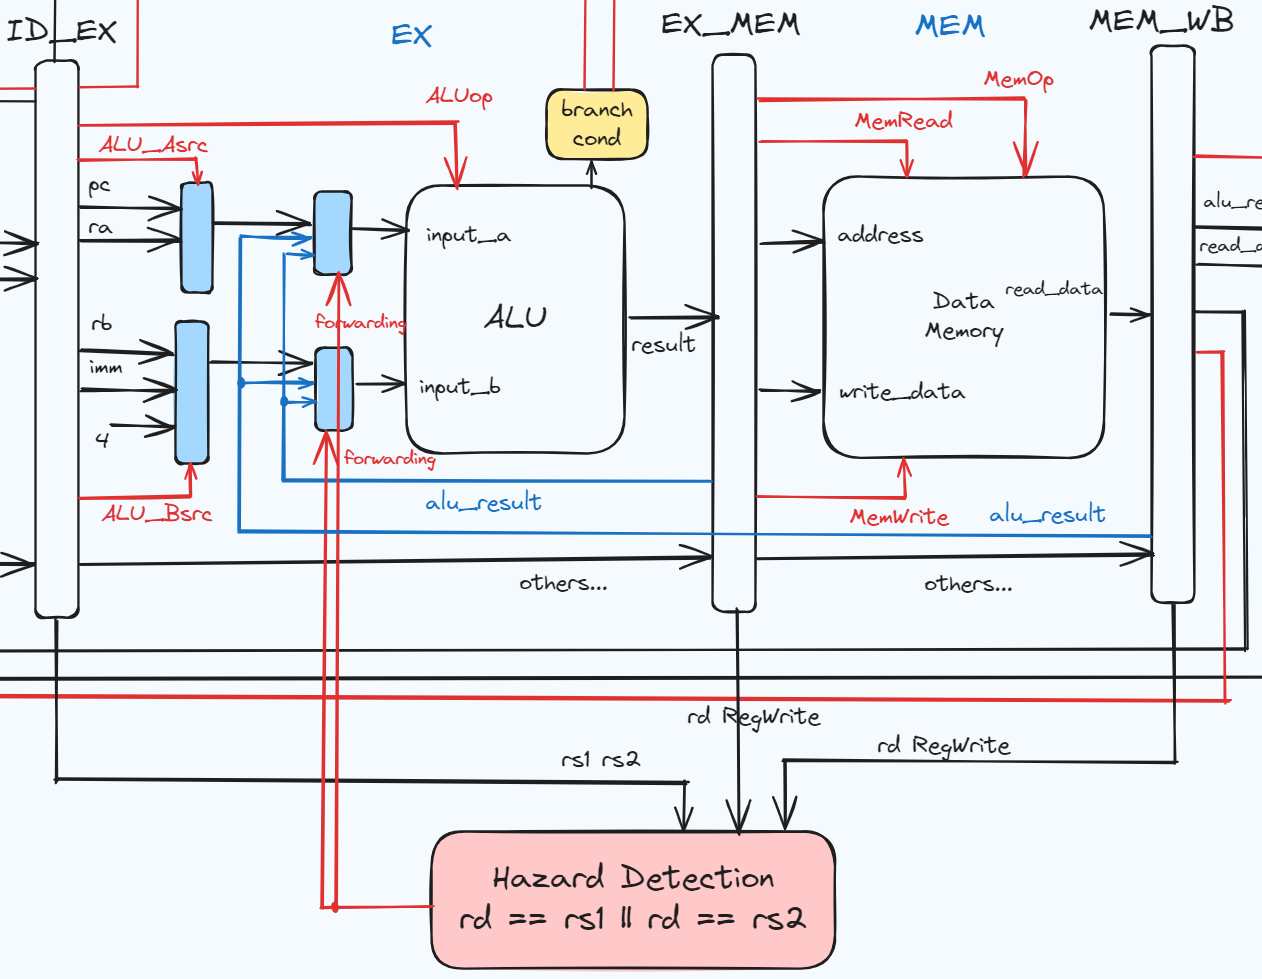 ID_EX
EX
EX_MEM
MEM
MEM_WB
ALUop
branch
cond
MemOp
MemRead
ALU_Asrc
pc
ra
input_a
address
alu_re
read_d
rb
imm
4
forwarding
ALU
result
Data
Memory
read_data
input_b
write_data
forwarding
ALU_Bsrc
alu_result
MemWrite
alu_result
others...
others...
rd RegWrite
rd RegWrite
rs1 rs2
Hazard Detection
rd == rs1 || rd == rs2